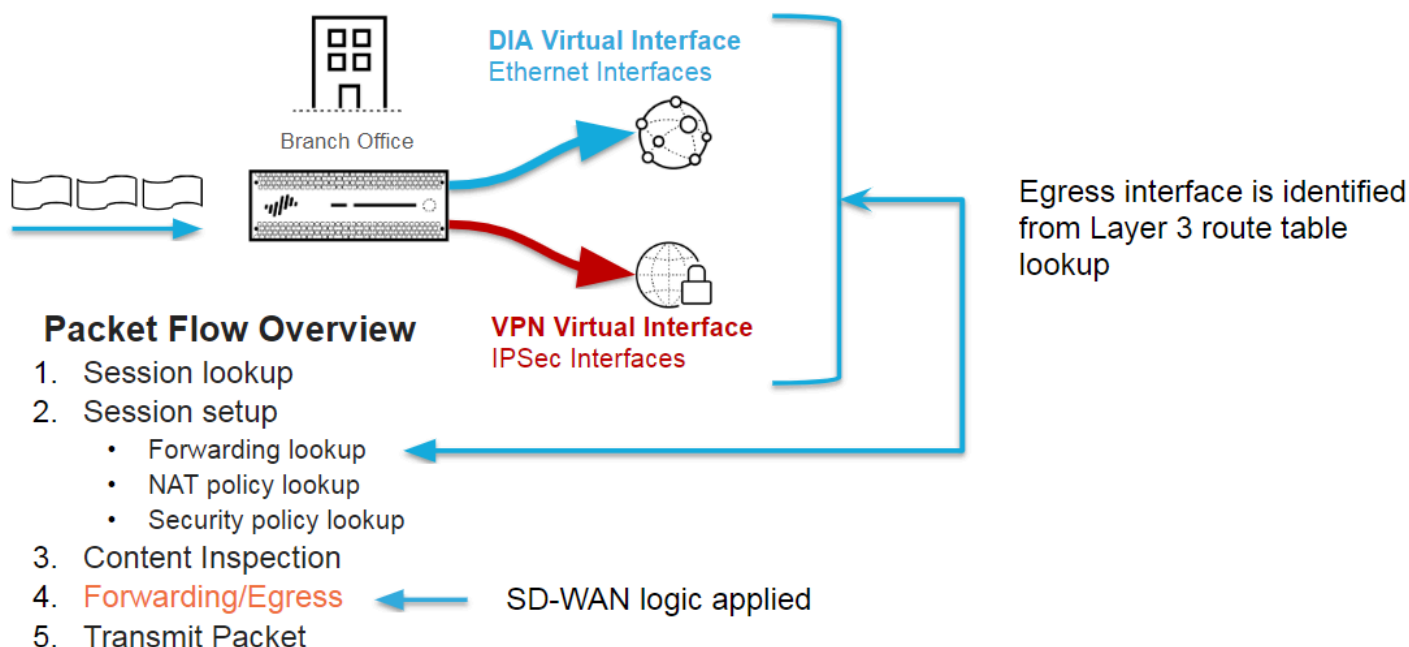 DIA Virtual Interface
Ethernet Interfaces
Branch Office
Egress interface is identified
from Layer 3 route table
lookup
VPN Virtual Interface
IPSec Interfaces
Packet Flow Overview
1. Session lookup
2. Session setup
• Forwarding lookup
• NAT policy lookup
• Security policy lookup
3. Content Inspection
4. Forwarding/Egress
SD-WAN logic applied
5. Transmit Packet